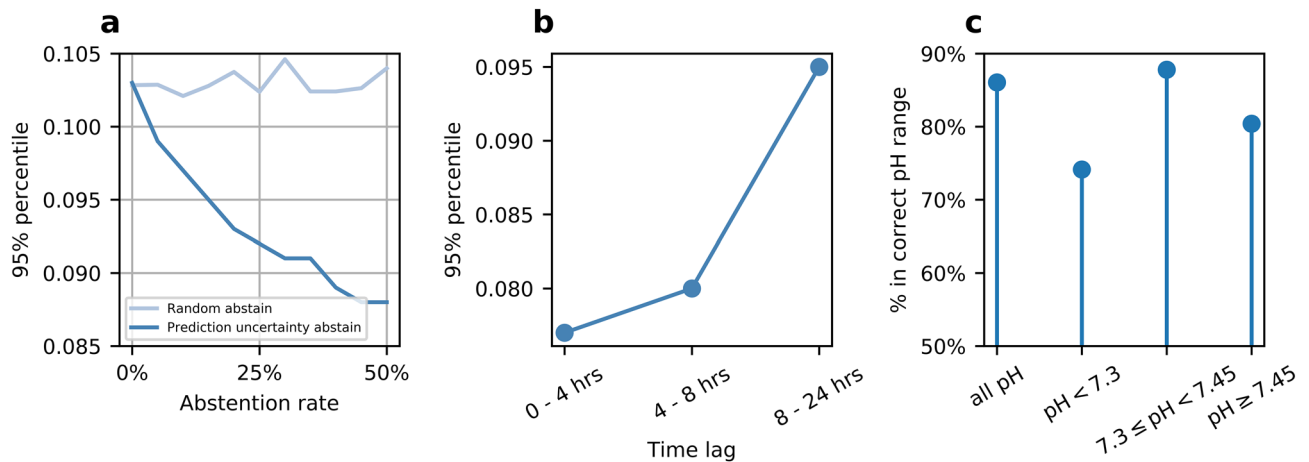 a
95% percentile
0.105
0.100
0.095
0.090
0.085
Random abstain
Prediction uncertainty abstain
0% 25% 50%
Abstention rate
b
95% percentile
0.095
0.090
0.085
0.080
0 - 4 hrs
4 - 8 hrs
8 - 24 hrs
Time lag
c
% in correct pH range
90%
80%
70%
60%
50%
all pH
pH < 7.3
7.3 ≤ pH < 7.45
pH ≥ 7.45